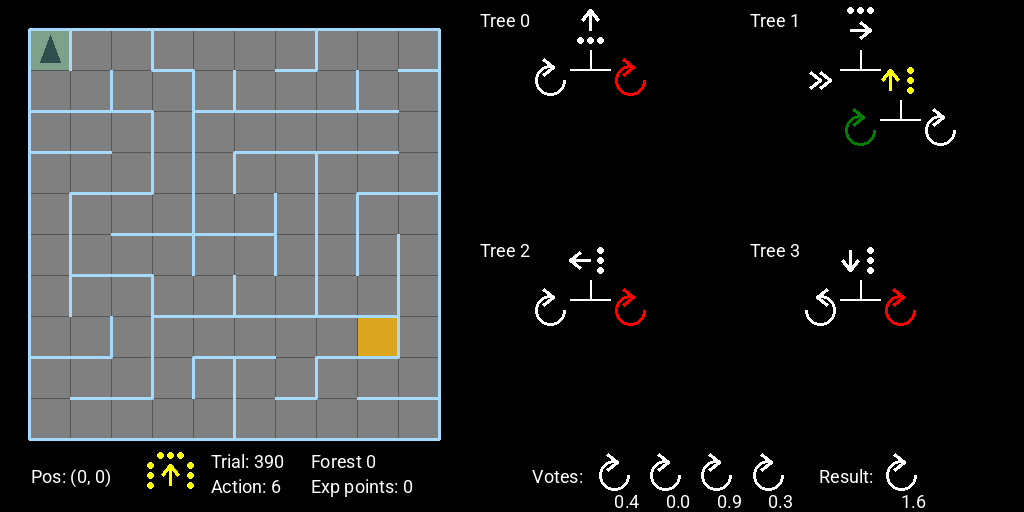 Tree 0
Tree 1
Tree 2
Tree 3
Pos: (0, 0)
Trial: 390
Forest 0
Action: 6
Exp points: 0
Votes:
0.4
0.0
0.9
0.3
Result:
1.6